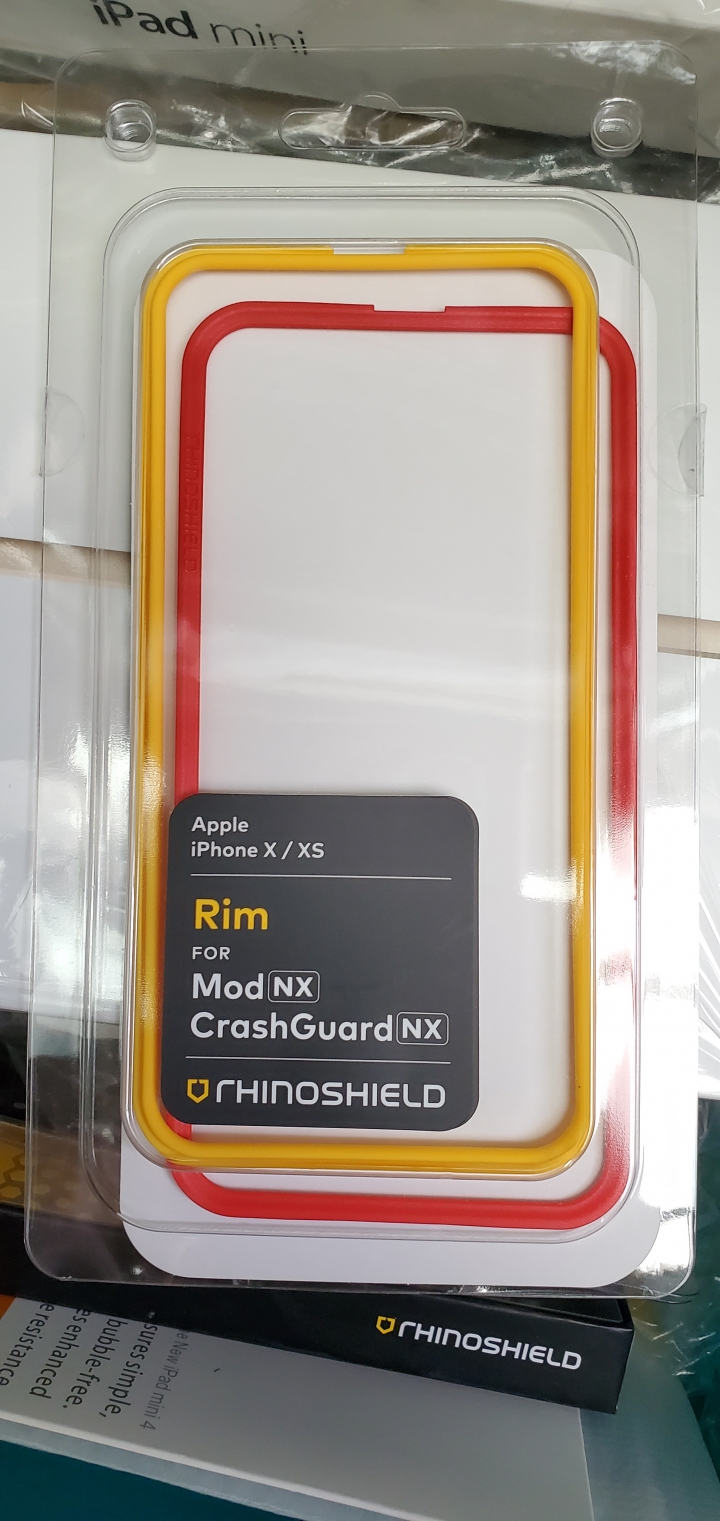 iPad mini
RHINOSHIELD
Apple
iPhone X / XS
Rim
FOR
Mod NX
CrashGuard NX
RHINOSHIELD
RHINOSHIELD
sures simple,
bubble-free.
es enhanced
e resistance
e New iPad mini 4